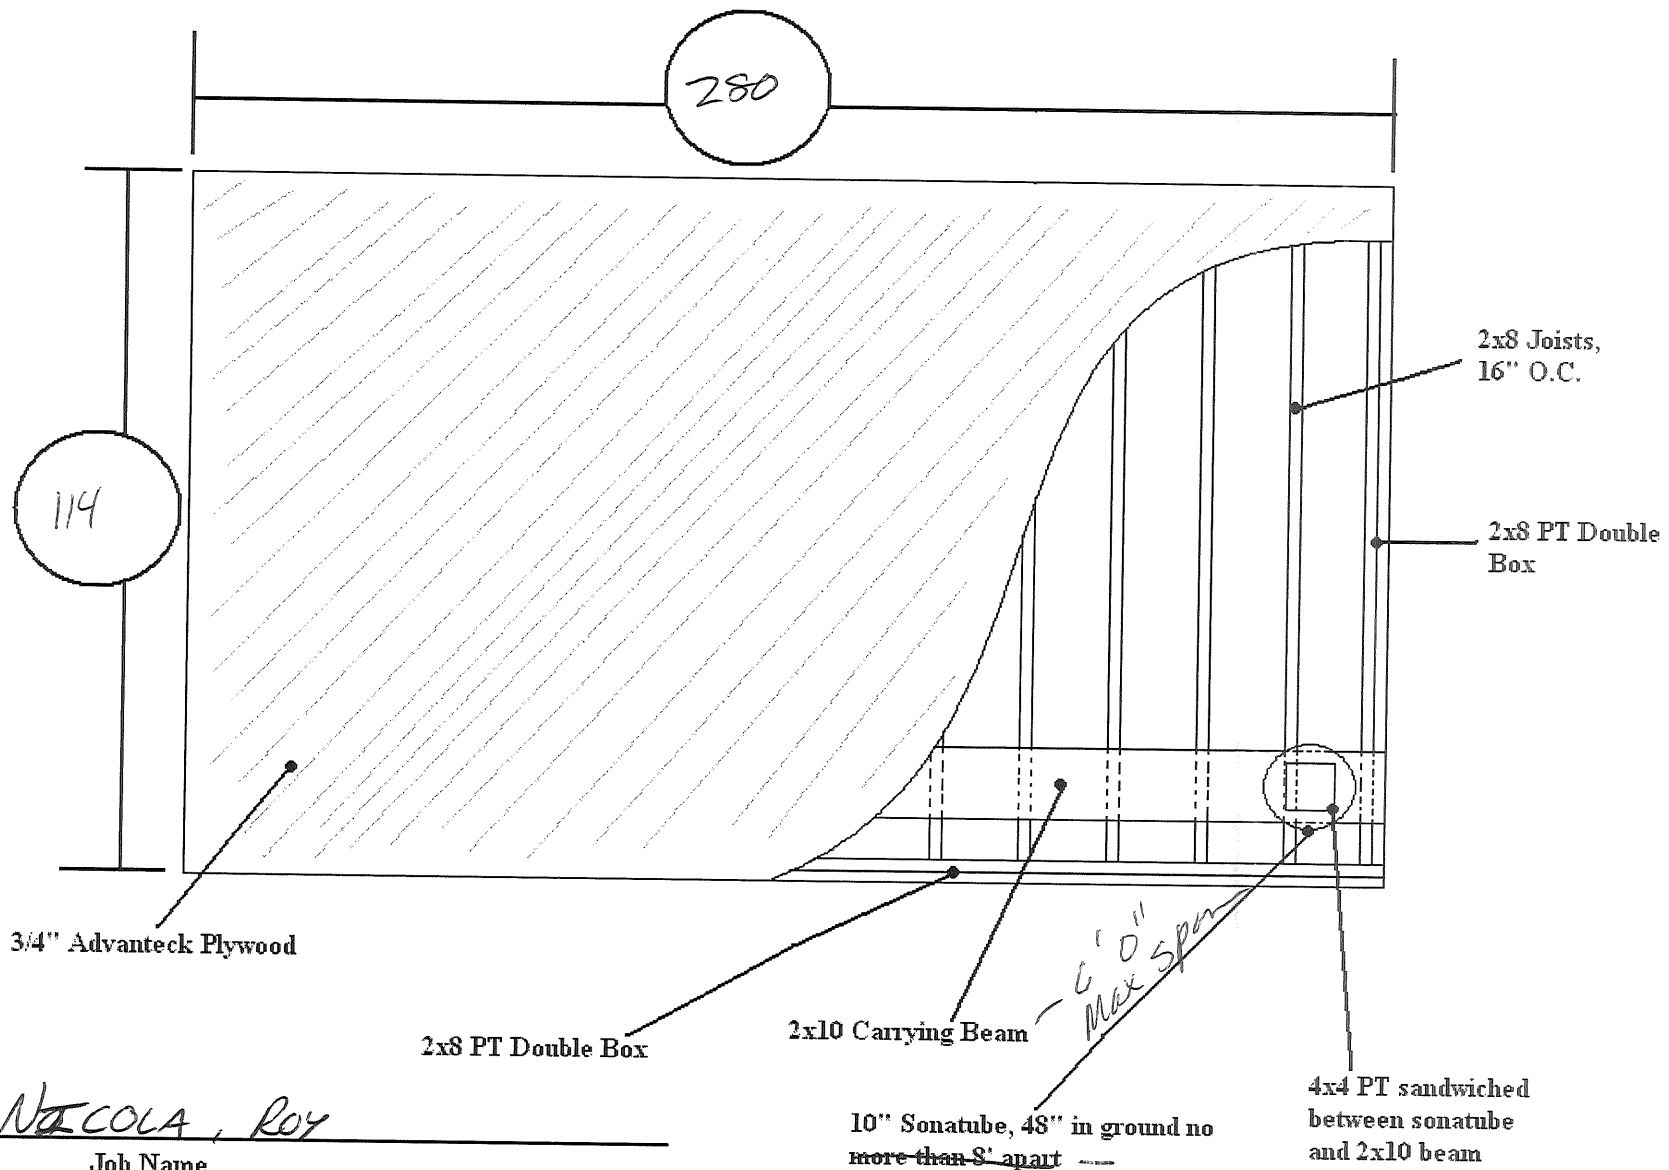 280
114
2x8 Joists,
16" O.C.
2x8 PT Double
Box
3/4" Advanteck Plywood
2x8 PT Double Box
2x10 Carrying Beam
6'0"
Max Span
10" Sonatube, 48" in ground no
more than 8' apart
4x4 PT sandwiched
between sonatube
and 2x10 beam
NICOLA, ROY
Job Name